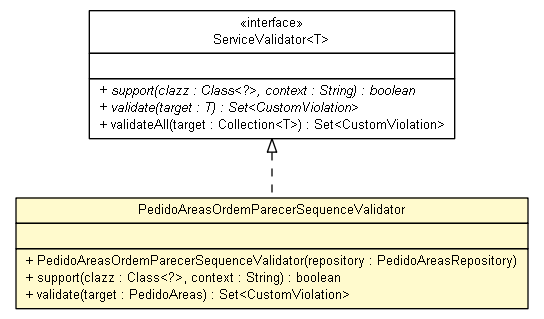 «interface»
ServiceValidator<T>
+ support(clazz : Class<?>, context : String) : boolean
+ validate(target : T) : Set<CustomViolation>
+ validateAll(target : Collection<T>) : Set<CustomViolation>
PedidoAreasOrdemParecerSequenceValidator
+ PedidoAreasOrdemParecerSequenceValidator(repository : PedidoAreasRepository)
+ support(clazz : Class<?>, context : String) : boolean
+ validate(target : PedidoAreas) : Set<CustomViolation>